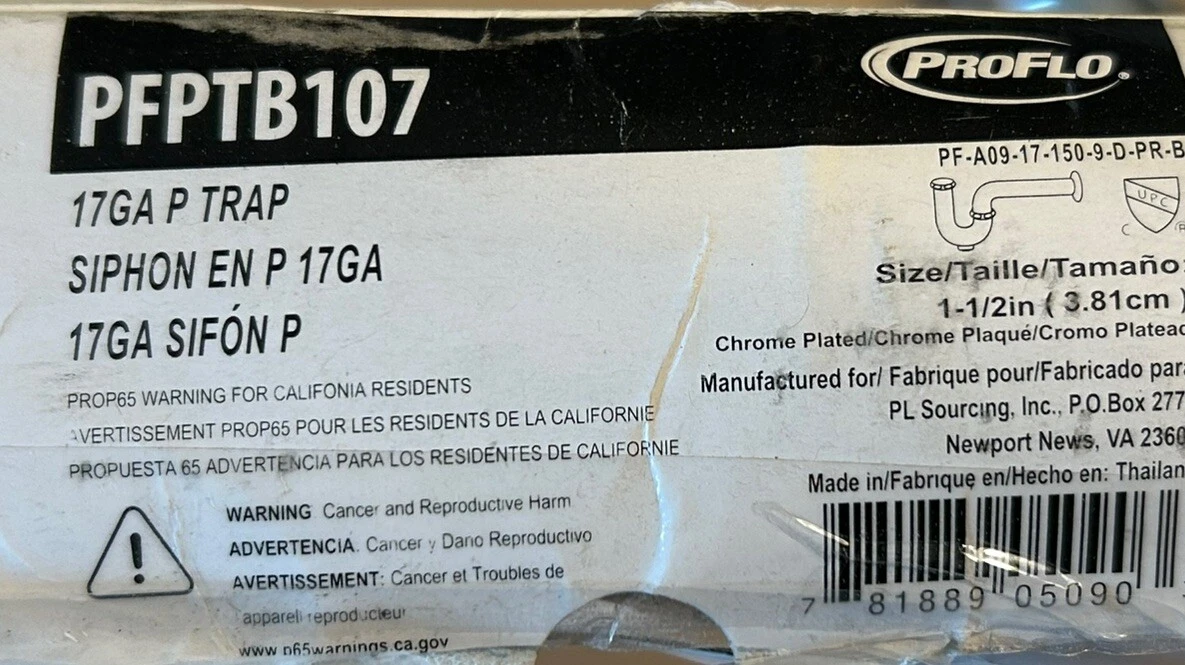 PFPTB107
PROFLO
PF-A09-17-150-9-D-PR-B
17GA P TRAP
SIPHON EN P 17GA
17GA SIFÓN P
UPC
C R
Size/Taille/Tamaño:
1-1/2in ( 3.81cm )
Chrome Plated/Chrome Plaqué/Cromo Platead
Manufactured for/ Fabrique pour/Fabricado par
PL Sourcing, Inc., P.O.Box 277
Newport News, VA 2360
Made in/Fabrique en/Hecho en: Thailan
PROP65 WARNING FOR CALIFONIA RESIDENTS
AVERTISSEMENT PROP65 POUR LES RESIDENTS DE LA CALIFORNIE
PROPUESTA 65 ADVERTENCIA PARA LOS RESIDENTES DE CALIFORNIE
WARNING Cancer and Reproductive Harm
ADVERTENCIA. Cancer y Dano Reproductivo
AVERTISSEMENT: Cancer et Troubles de
appareil reproducteur
www.p65warnings.ca.gov
7 81889 05090